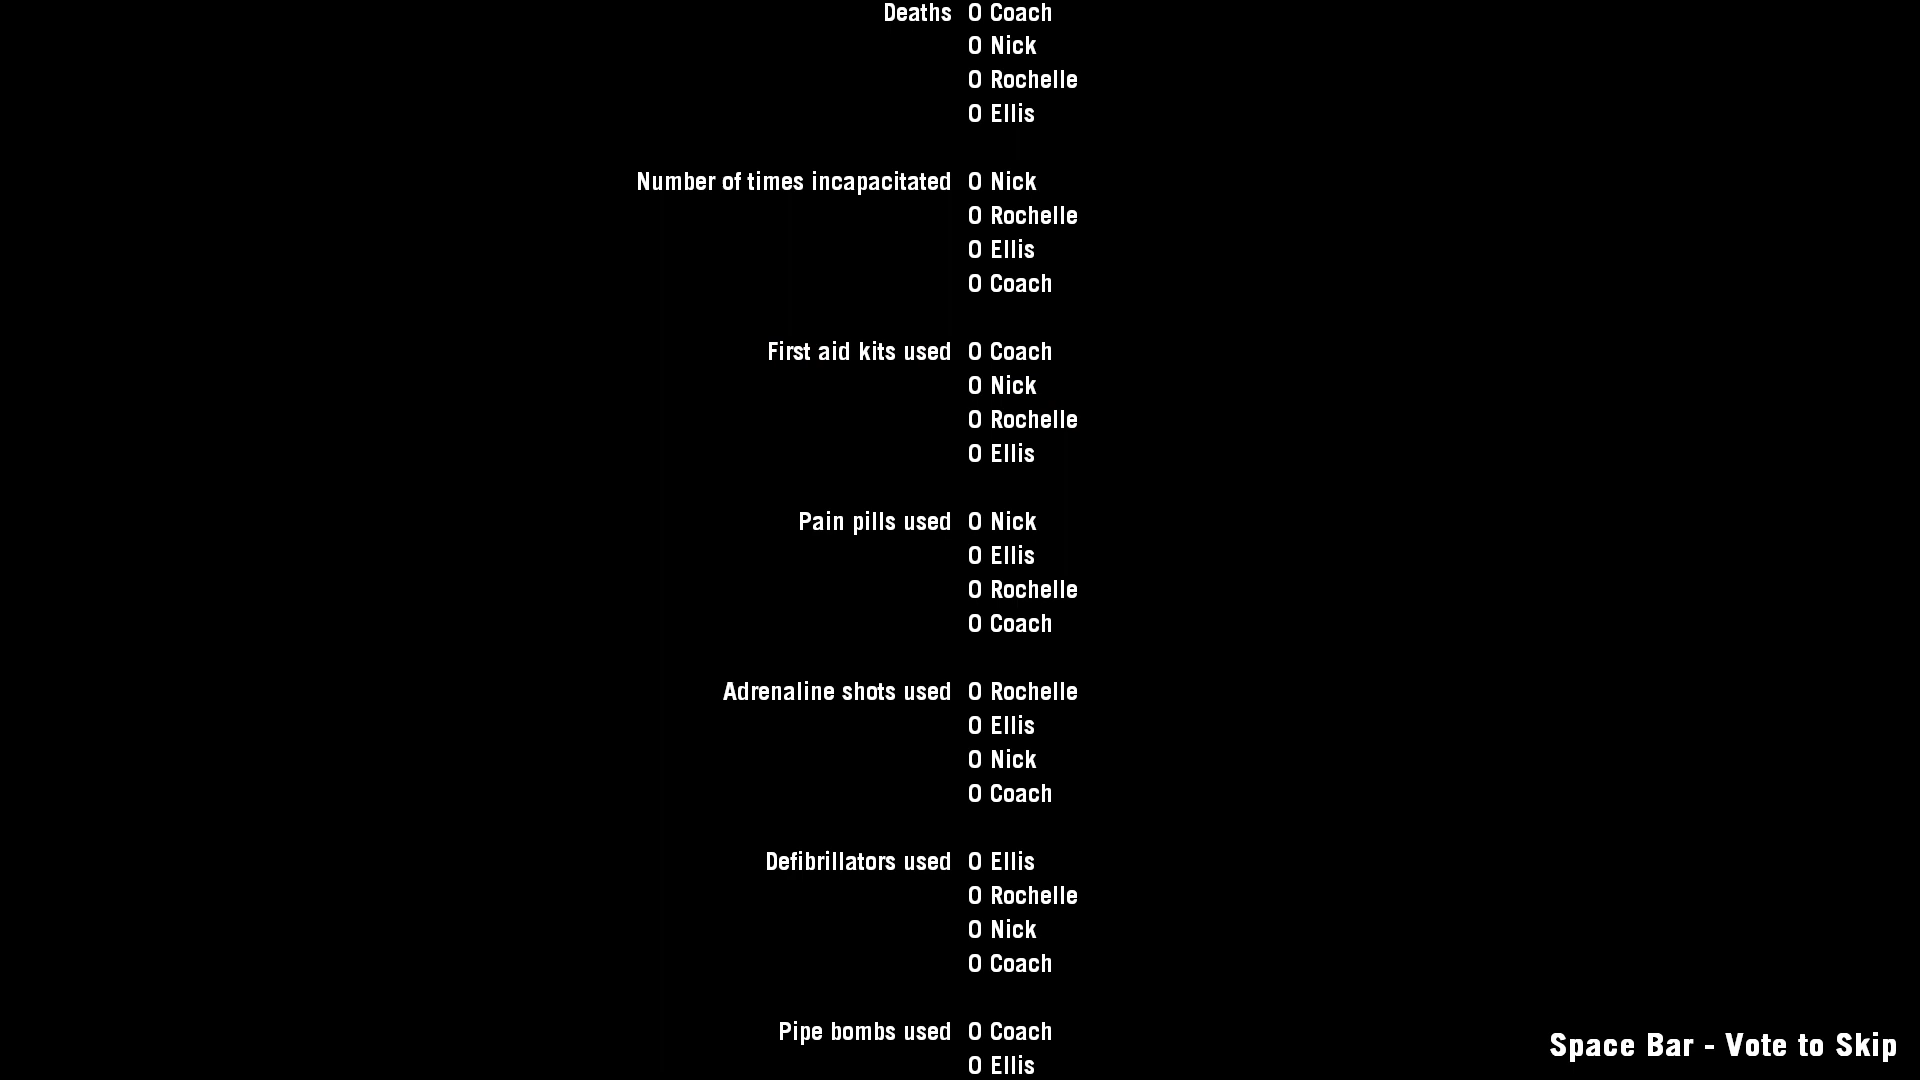 Deaths 0 Coach
0 Nick
0 Rochelle
0 Ellis
Number of times incapacitated 0 Nick
0 Rochelle
0 Ellis
0 Coach
First aid kits used 0 Coach
0 Nick
0 Rochelle
0 Ellis
Pain pills used 0 Nick
0 Ellis
0 Rochelle
0 Coach
Adrenaline shots used 0 Rochelle
0 Ellis
0 Nick
0 Coach
Defibrillators used 0 Ellis
0 Rochelle
0 Nick
0 Coach
Pipe bombs used 0 Coach
0 Ellis
Space Bar - Vote to Skip